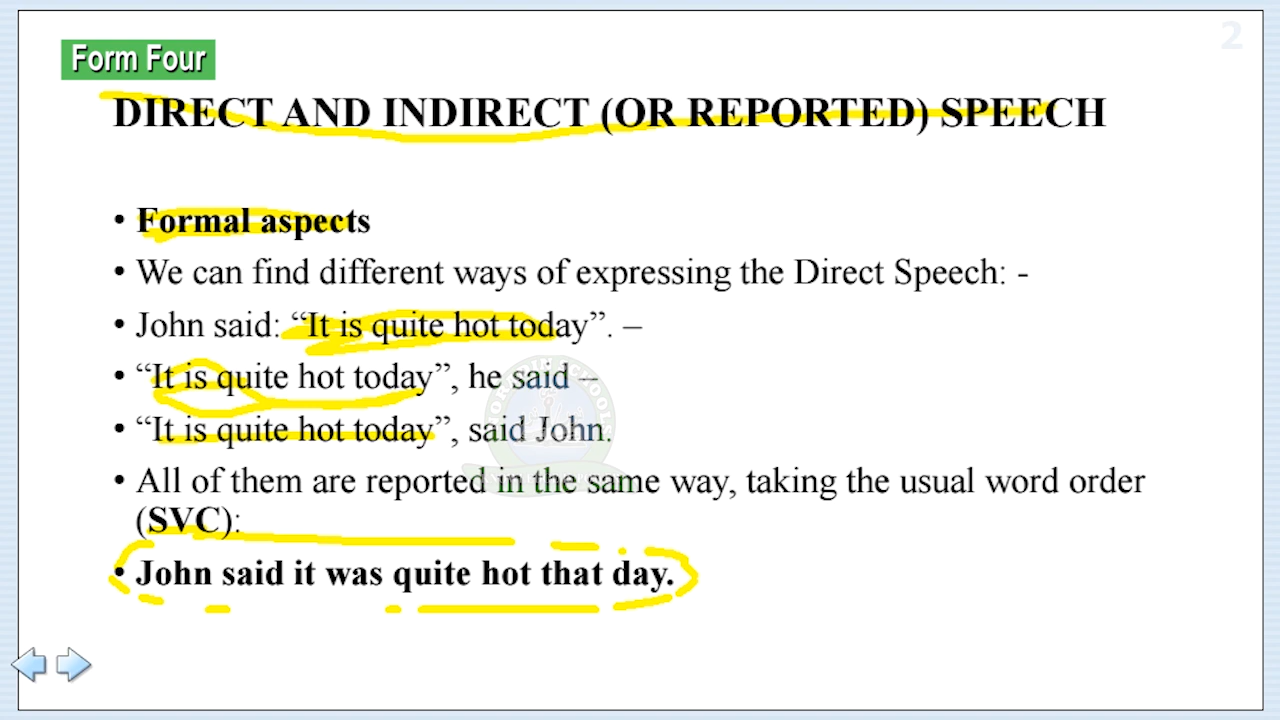 2
Form Four
DIRECT AND INDIRECT (OR REPORTED) SPEECH
• Formal aspects
• We can find different ways of expressing the Direct Speech: -
• John said: “It is quite hot today”. –
• “It is quite hot today”, he said –
• “It is quite hot today”, said John.
• All of them are reported in the same way, taking the usual word order
(SVC):
• John said it was quite hot that day.